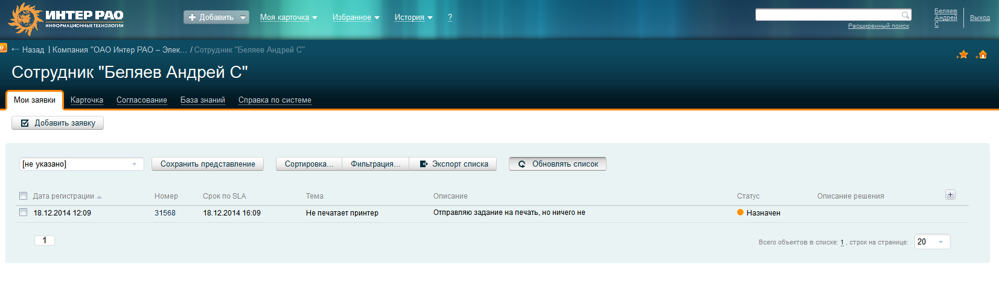 ИНТЕР РАО
ИНФОРМАЦИОННЫЕ ТЕХНОЛОГИИ
Добавить
Моя карточка
Избранное
История
?
Расширенный поиск
Беляев
Андрей
С
Выход
← Назад | Компания "ОАО Интер РАО – Элек... / Сотрудник "Беляев Андрей С"
Сотрудник "Беляев Андрей С"
Мои заявки
Карточка
Согласование
База знаний
Справка по системе
Добавить заявку
[не указано]
Сохранить представление
Сортировка...
Фильтрация...
Экспорт списка
Обновлять список
Дата регистрации Номер Срок по SLA Тема Описание Статус Описание решения
18.12.2014 12:09 31568 18.12.2014 16:09 Не печатает принтер Отправляю задание на печать, но ничего не Назначен
1
Всего объектов в списке: 1 , строк на странице: 20